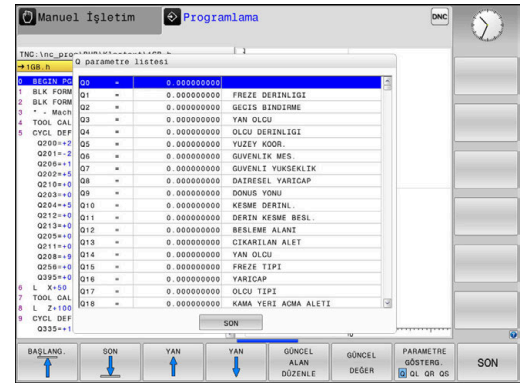 Manuel İşletim
Programlama
DNC
TNC:\nc_prog\
→1GB.h
Q parametre listesi
0 BEGIN PG
1 BLK FORM
2 BLK FORM
3 * - Mach
4 TOOL CAL
5 CYCL DEF
Q200=+2
Q201=-2
Q206=+1
Q202=+5
Q210=+0
Q203=+0
Q204=+5
Q212=+0
Q213=+0
Q205=+0
Q211=+0
Q208=+9
Q256=+0
Q395=+0
6 L X+50
7 TOOL CAL
8 L Z+100
9 CYCL DEF
Q335=+1
Q0 = 0.000000000
Q1 = 0.000000000 FREZE DERINLIGI
Q2 = 0.000000000 GECIS BINDIRME
Q3 = 0.000000000 YAN OLCU
Q4 = 0.000000000 OLCU DERINLIGI
Q5 = 0.000000000 YUZEY KOOR.
Q6 = 0.000000000 GUVENLIK MES.
Q7 = 0.000000000 GUVENLI YUKSEKLIK
Q8 = 0.000000000 DAIRESEL YARICAP
Q9 = 0.000000000 DONUS YONU
Q10 = 0.000000000 KESME DERINL.
Q11 = 0.000000000 DERIN KESME BESL.
Q12 = 0.000000000 BESLEME ALANI
Q13 = 0.000000000 CIKARILAN ALET
Q14 = 0.000000000 YAN OLCU
Q15 = 0.000000000 FREZE TIPI
Q16 = 0.000000000 YARICAP
Q17 = 0.000000000 OLCU TIPI
Q18 = 0.000000000 KAMA YERI ACMA ALETI
SON
BAŞLANG.
SON
YAN
YAN
GÜNCEL
ALAN
DÜZENLE
GÜNCEL
DEĞER
PARAMETRE
GÖSTERG.
Q QL QR QS
SON